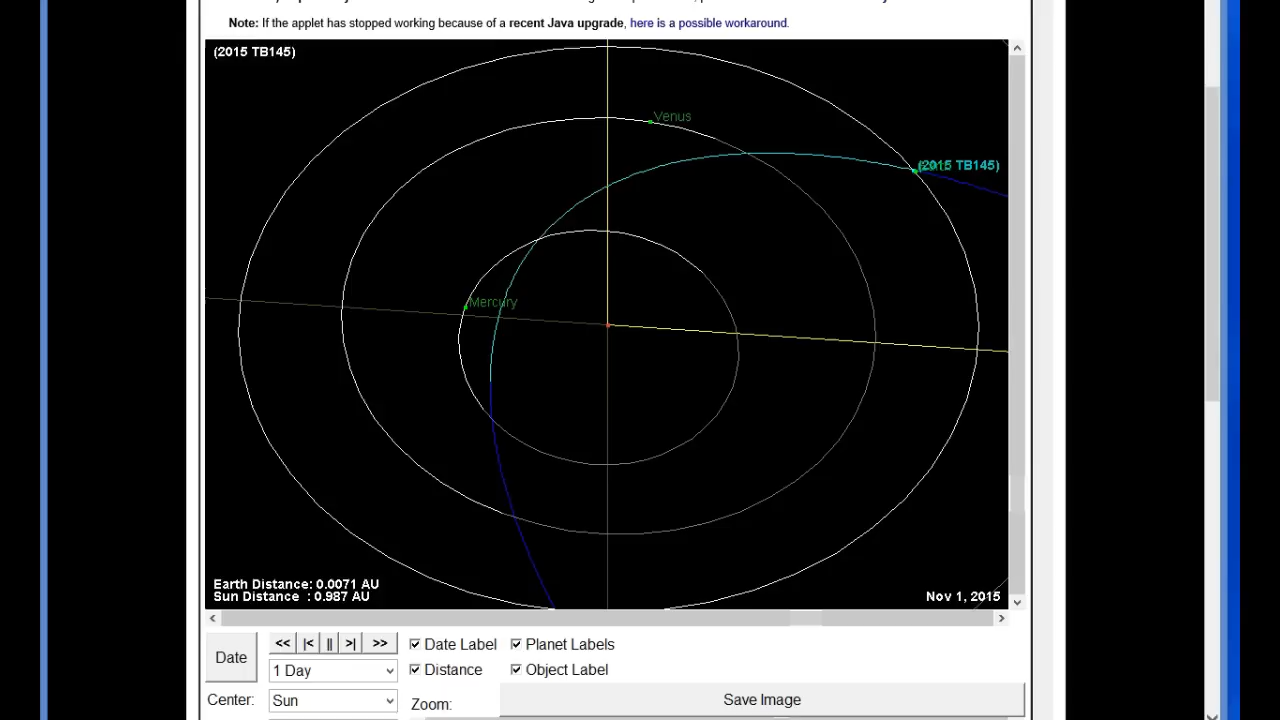 Note: If the applet has stopped working because of a recent Java upgrade, here is a possible workaround.
(2015 TB145)
Venus
(2015 TB145)
Mercury
Earth Distance: 0.0071 AU
Sun Distance : 0.987 AU
Nov 1, 2015
Date
<< |< || >| >>
Date Label
Planet Labels
1 Day
Distance
Object Label
Center:
Sun
Zoom:
Save Image